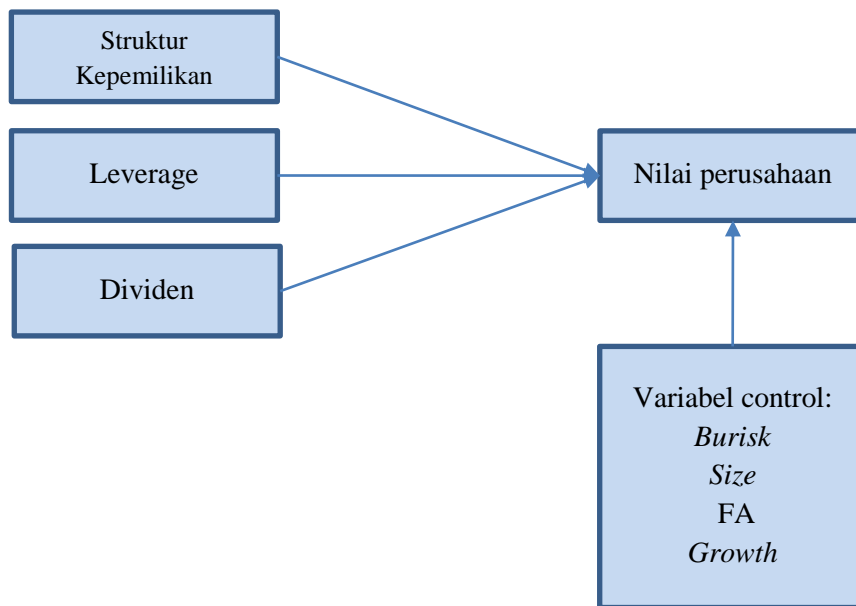 Struktur
Kepemilikan
Leverage
Nilai perusahaan
Dividen
Variabel control:
Burisk
Size
FA
Growth